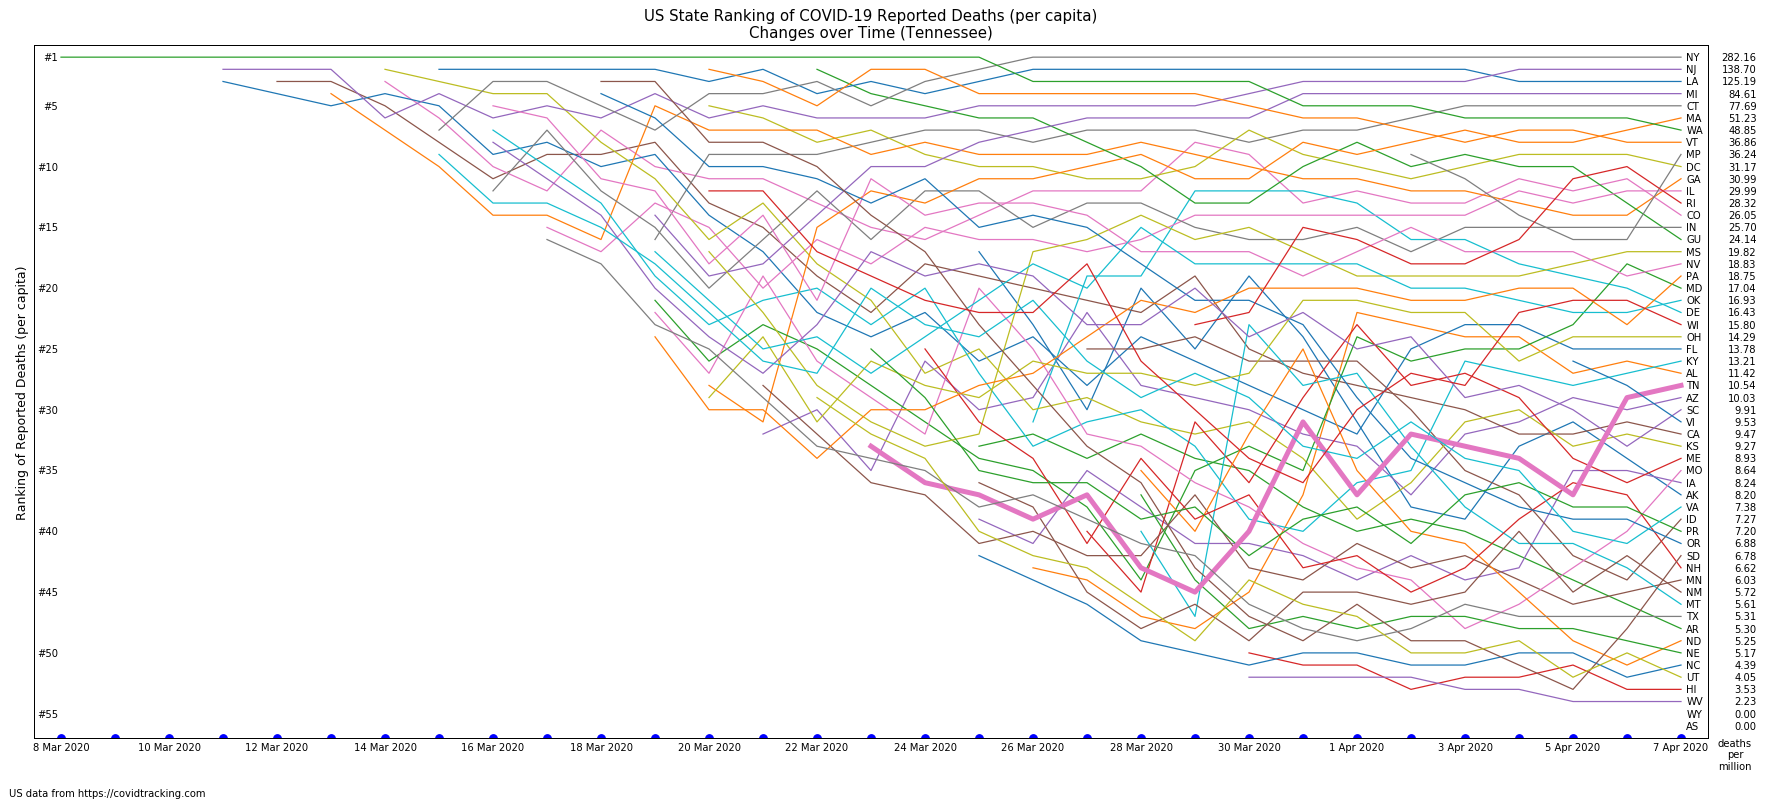 US State Ranking of COVID-19 Reported Deaths (per capita)
Changes over Time (Tennessee)
Ranking of Reported Deaths (per capita)
#1
#5
#10
#15
#20
#25
#30
#35
#40
#45
#50
#55
NY 282.16
NJ 138.70
LA 125.19
MI 84.61
CT 77.69
MA 51.23
WA 48.85
VT 36.86
MP 36.24
DC 31.17
GA 30.99
IL 29.99
RI 28.32
CO 26.05
IN 25.70
GU 24.14
MS 19.82
NV 18.83
PA 18.75
MD 17.04
OK 16.93
DE 16.43
WI 15.80
OH 14.29
FL 13.78
KY 13.21
AL 11.42
TN 10.54
AZ 10.03
SC 9.91
VI 9.53
CA 9.47
KS 9.27
ME 8.93
MO 8.64
IA 8.24
AK 8.20
VA 7.38
ID 7.27
PR 7.20
OR 6.88
SD 6.78
NH 6.62
MN 6.03
NM 5.72
MT 5.61
TX 5.31
AR 5.30
ND 5.25
NE 5.17
NC 4.39
UT 4.05
HI 3.53
WV 2.23
WY 0.00
AS 0.00
8 Mar 2020 10 Mar 2020 12 Mar 2020 14 Mar 2020 16 Mar 2020 18 Mar 2020 20 Mar 2020 22 Mar 2020 24 Mar 2020 26 Mar 2020 28 Mar 2020 30 Mar 2020 1 Apr 2020 3 Apr 2020 5 Apr 2020 7 Apr 2020
deaths
per
million
US data from https://covidtracking.com